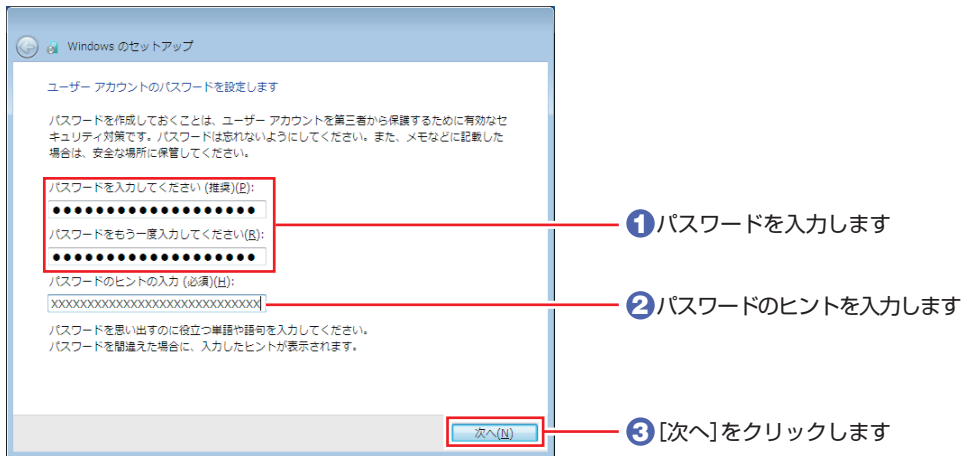 Windows のセットアップ
ユーザー アカウントのパスワードを設定します
パスワードを作成しておくことは、ユーザー アカウントを第三者から保護するために有効なセ
キュリティ対策です。パスワードは忘れないようにしてください。また、メモなどに記載した
場合は、安全な場所に保管してください。
パスワードを入力してください (推奨)(P):
●●●●●●●●●●●●●●●●●●●
パスワードをもう一度入力してください(R):
●●●●●●●●●●●●●●●●●●●
パスワードのヒントの入力 (必須)(H):
XXXXXXXXXXXXXXXXXXXXXXXXXXXXXX
パスワードを思い出すのに役立つ単語や語句を入力してください。
パスワードを間違えた場合に、入力したヒントが表示されます。
次へ(N)
❶パスワードを入力します
❷パスワードのヒントを入力します
❸[次へ]をクリックします